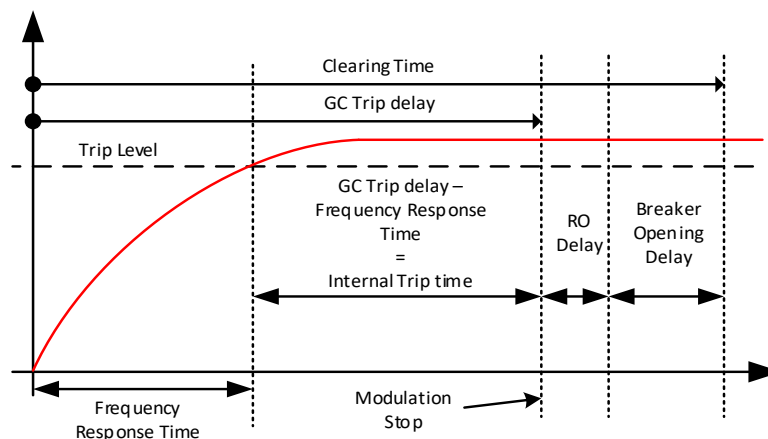 Clearing Time
GC Trip delay
Trip Level
GC Trip delay –
Frequency Response
Time
=
Internal Trip time
RO
Delay
Breaker
Opening
Delay
Frequency
Response Time
Modulation
Stop